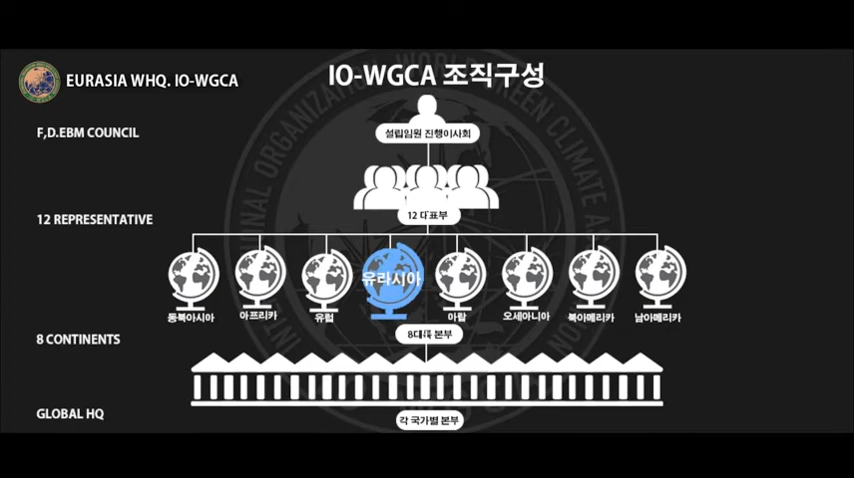 EURASIA WHQ. IO-WGCA
IO-WGCA 조직구성
F,D.EBM COUNCIL
설립임원 진행이사회
12 REPRESENTATIVE
12 대표부
동북아시아
아프리카
유럽
유라시아
아랍
오세아니아
북아메리카
남아메리카
8 CONTINENTS
8대륙 본부
GLOBAL HQ
각 국가별 본부